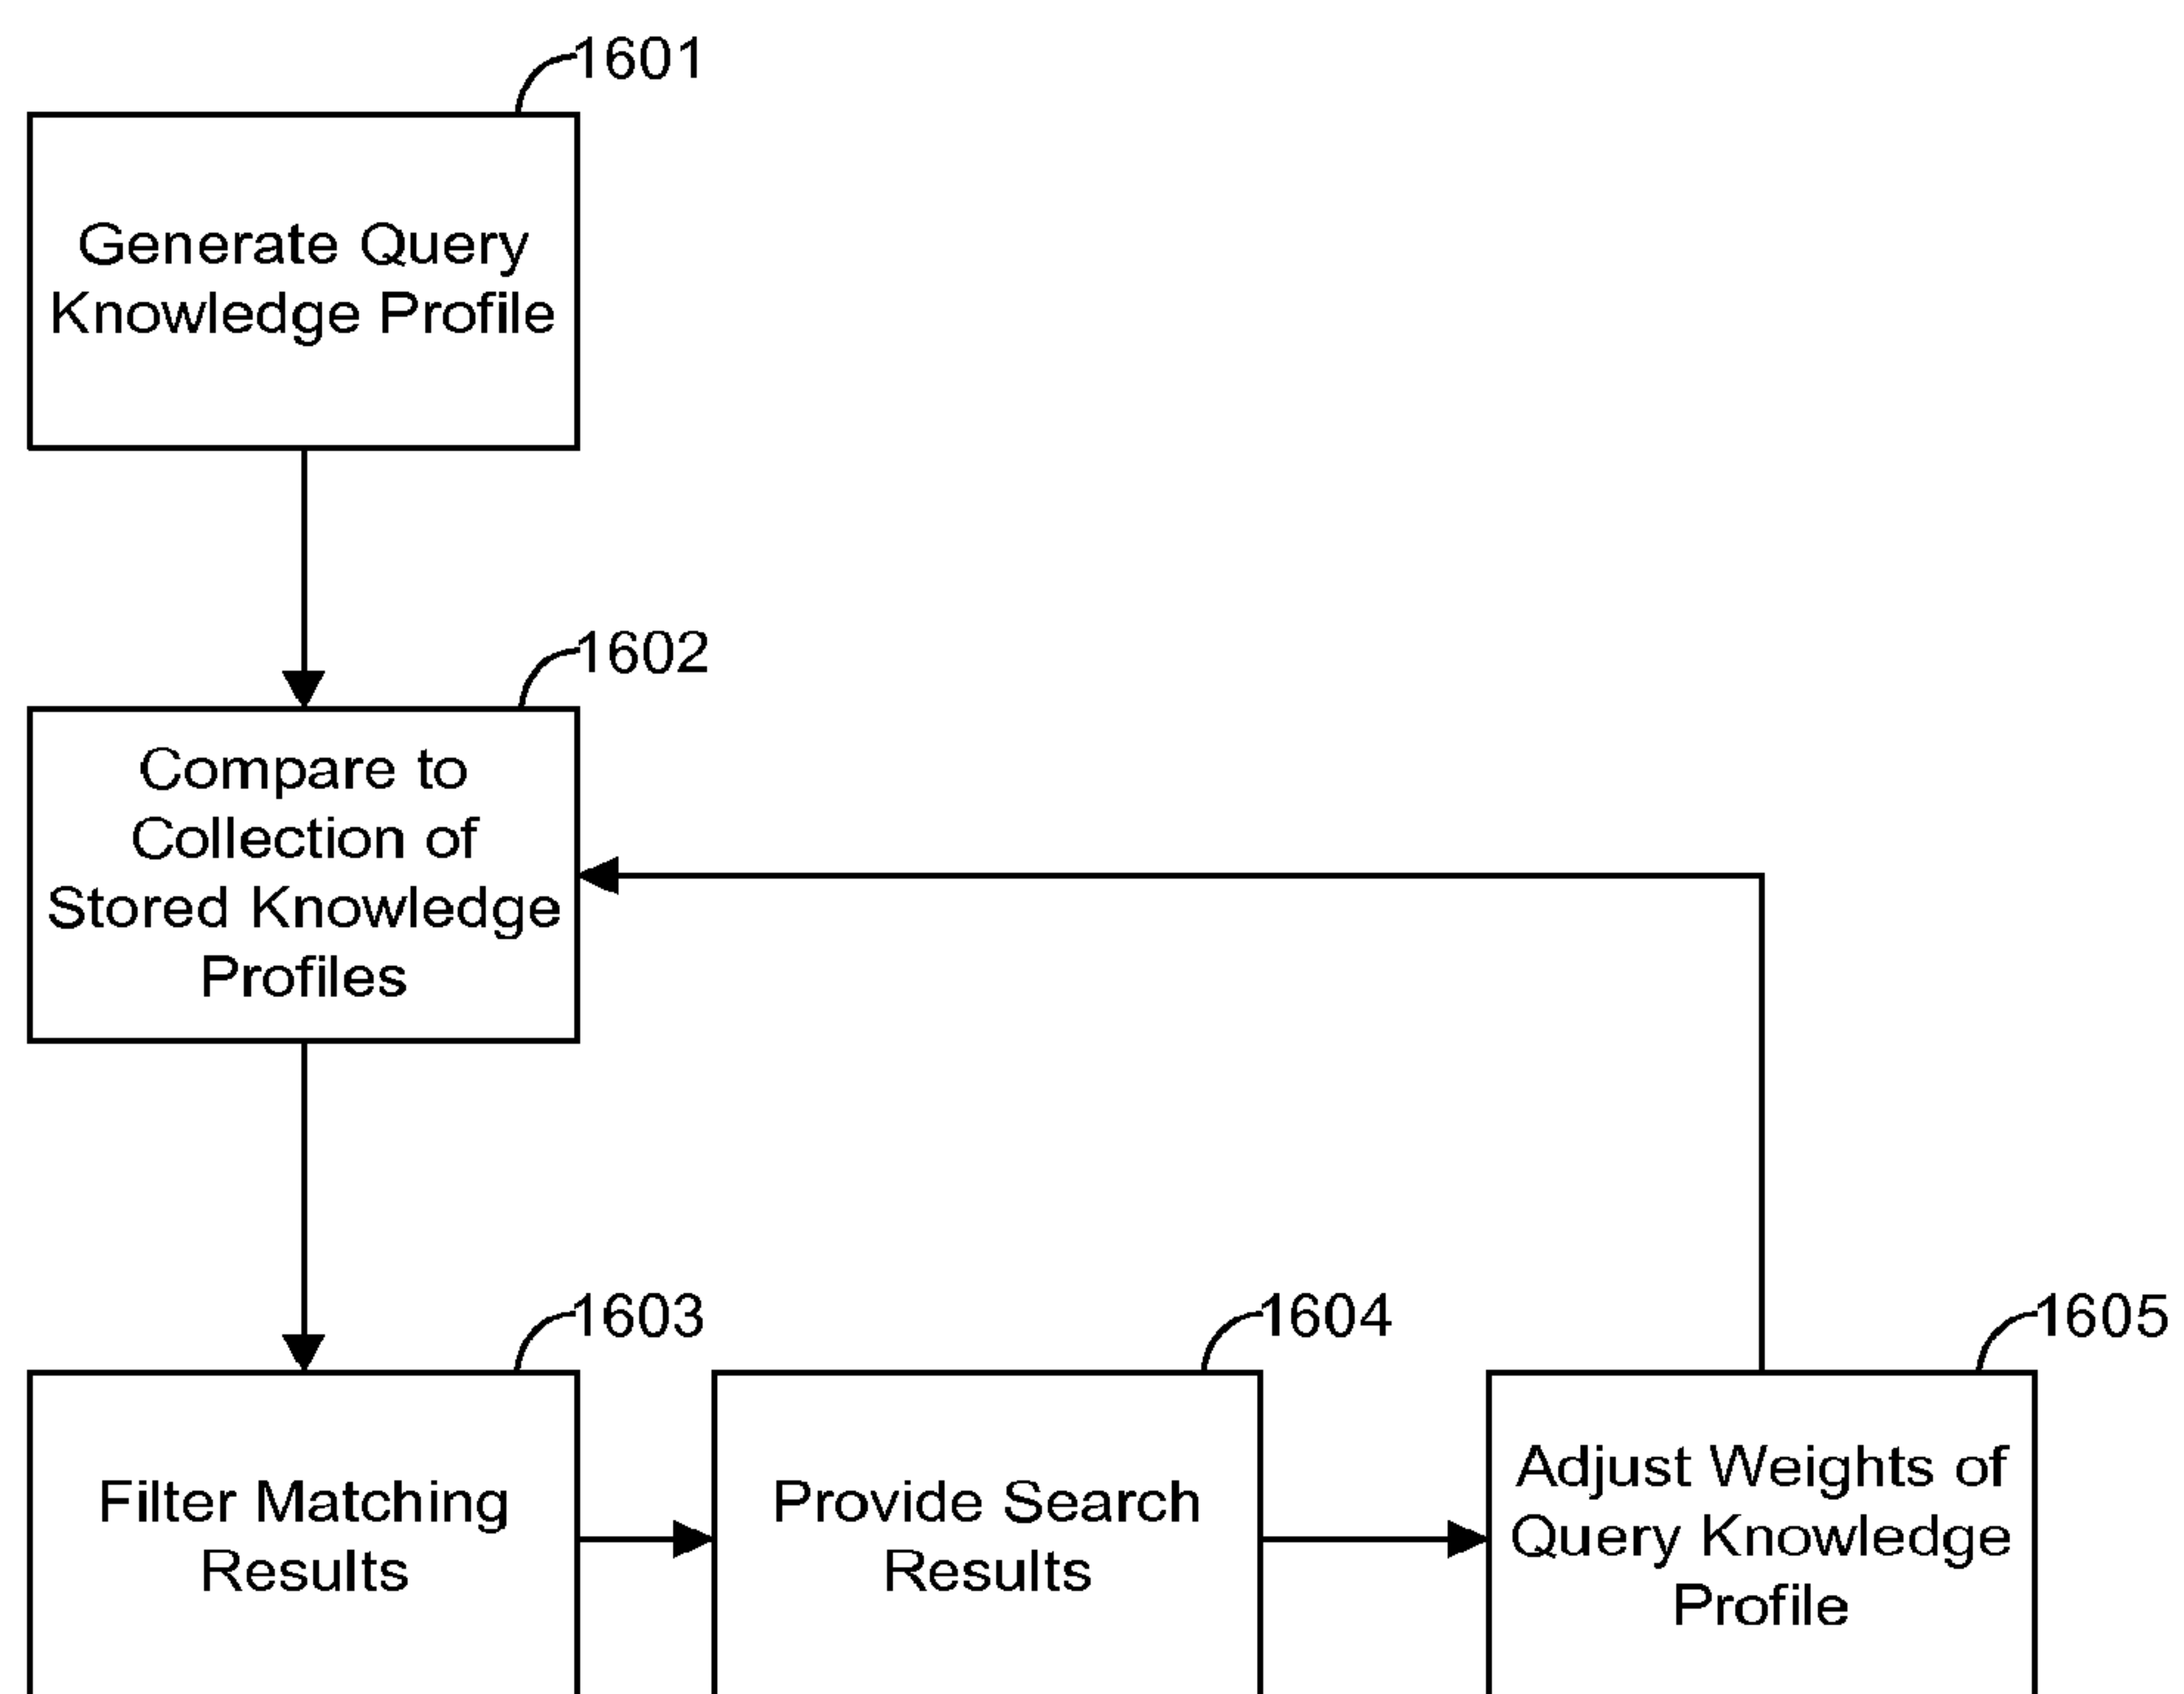 1601
Generate Query
Knowledge Profile
1602
Compare to
Collection of
Stored Knowledge
Profiles
1603
Filter Matching
Results
1604
Provide Search
Results
1605
Adjust Weights of
Query Knowledge
Profile